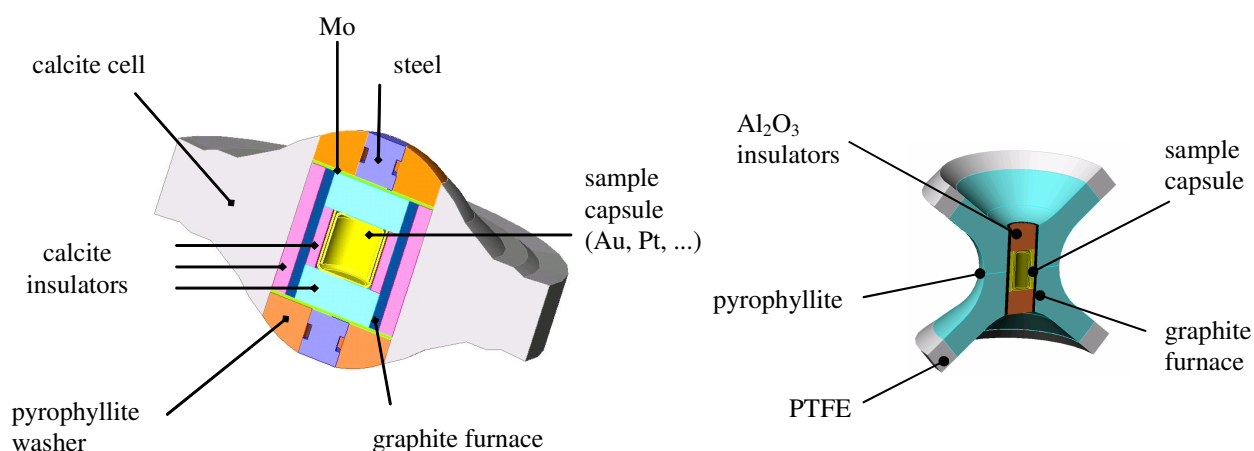 Mo
calcite cell
steel
sample
capsule
(Au, Pt, ...)
calcite
insulators
pyrophyllite
washer
graphite furnace
Al₂O₃
insulators
sample
capsule
pyrophyllite
graphite
furnace
PTFE